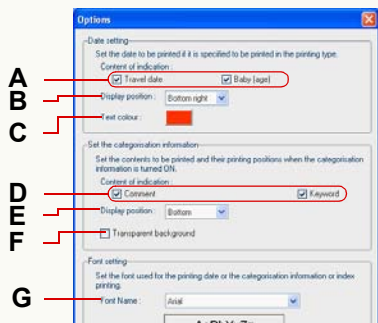 Options
Date setting
Set the date to be printed if it is specified to be printed in the printing type.
Content of indication :
A Travel date Baby (age)
B Display position : Bottom right
C Text colour :
Set the categorisation information
Set the contents to be printed and their printing positions when the categorisation
information is turned ON.
Content of indication :
D Comment Keyword
E Display position : Bottom
F Transparent background
Font setting
Set the font used for the printing date or the categorisation information or index
printing.
G Font Name : Arial